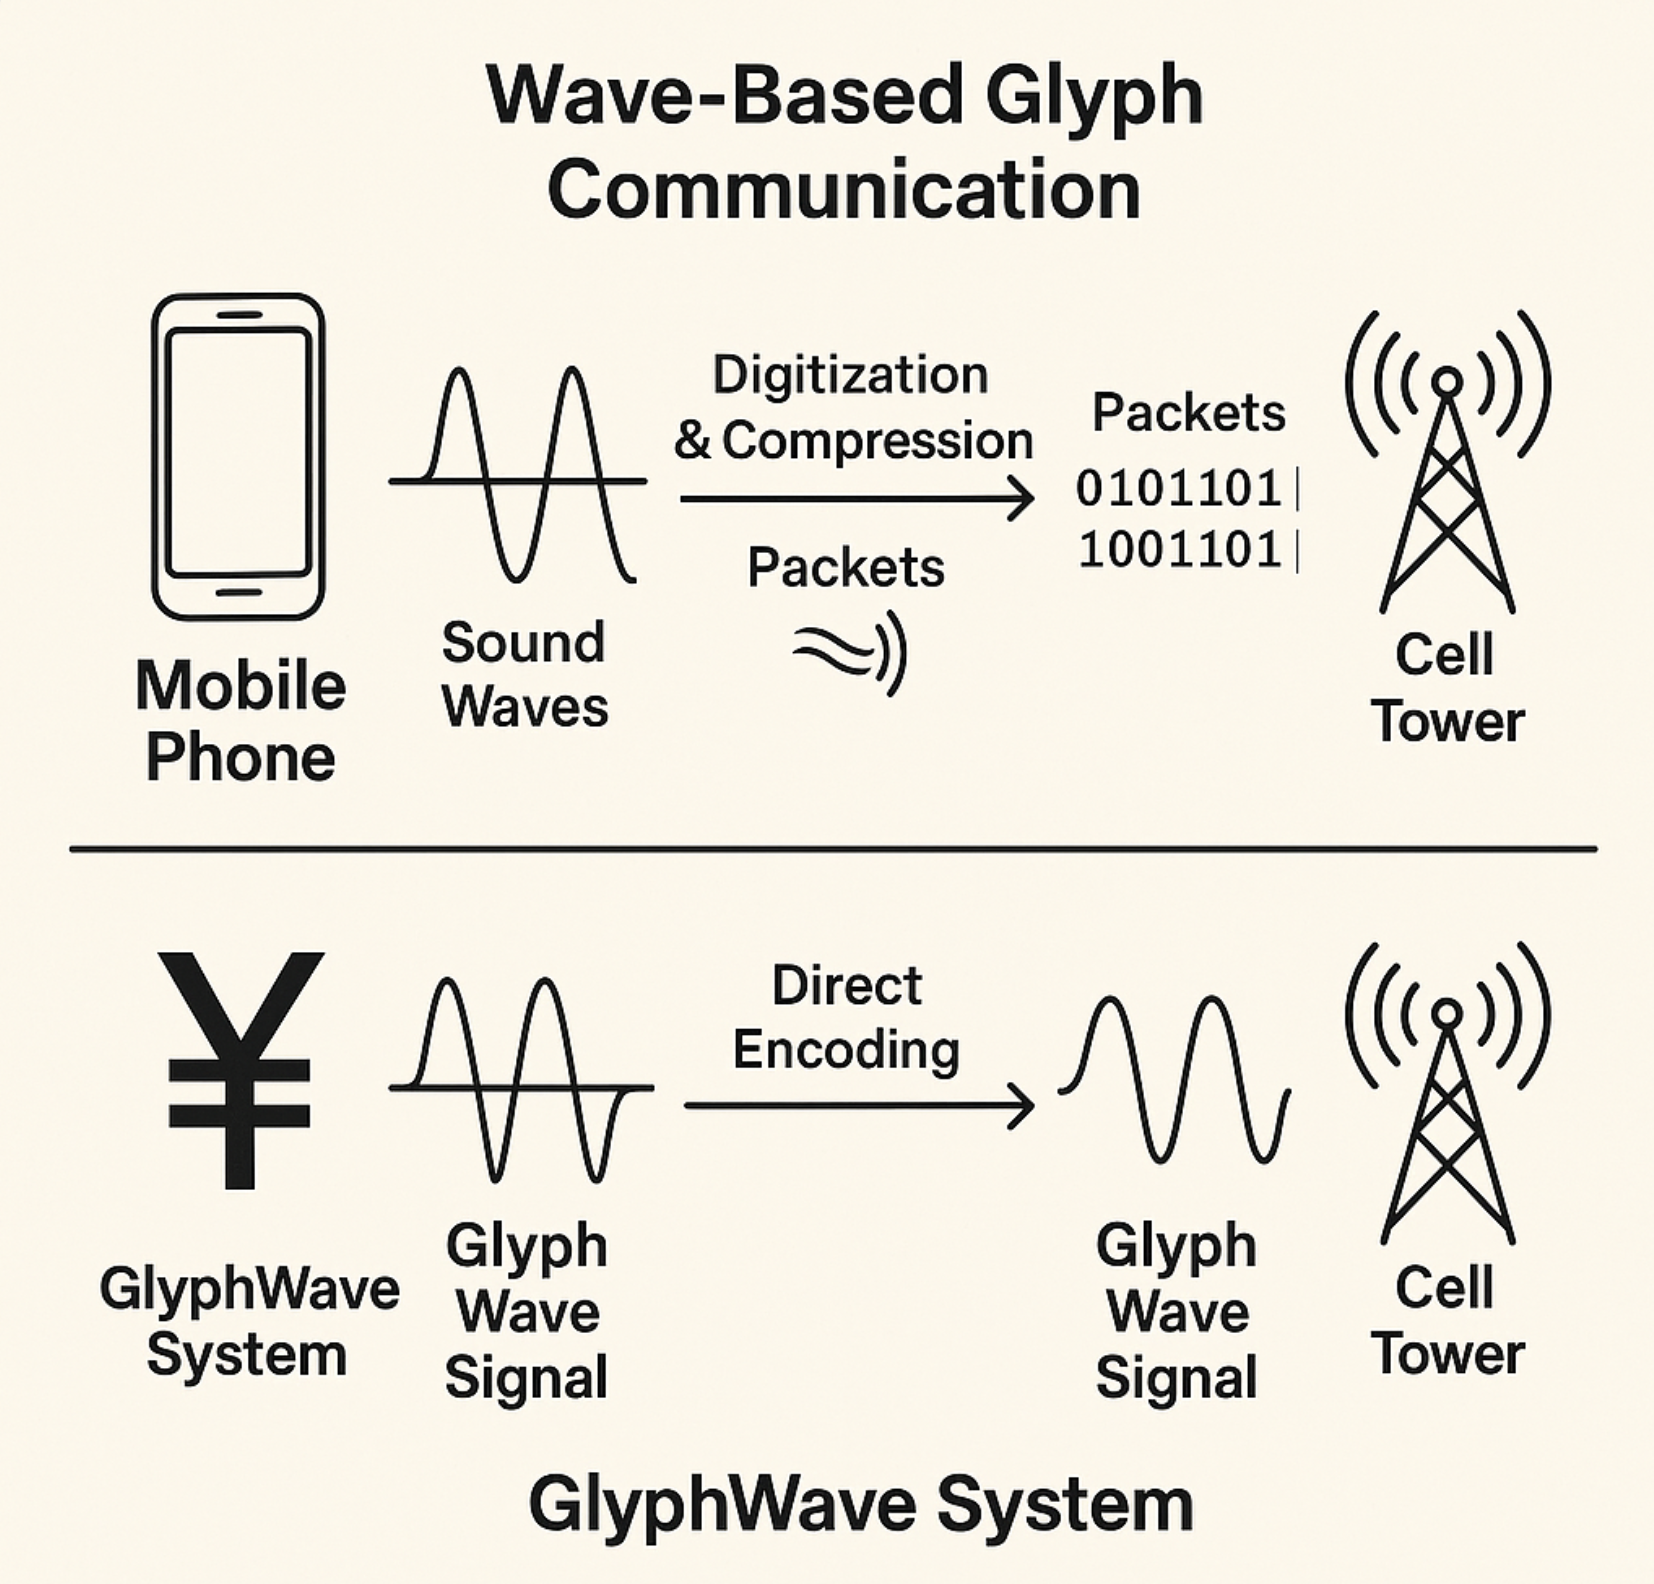 Wave-Based Glyph
Communication
Mobile
Phone
Sound
Waves
Digitization
& Compression
Packets
Packets
0101101|
1001101|
Cell
Tower
¥
GlyphWave
System
Glyph
Wave
Signal
Direct
Encoding
Glyph
Wave
Signal
Cell
Tower
GlyphWave System